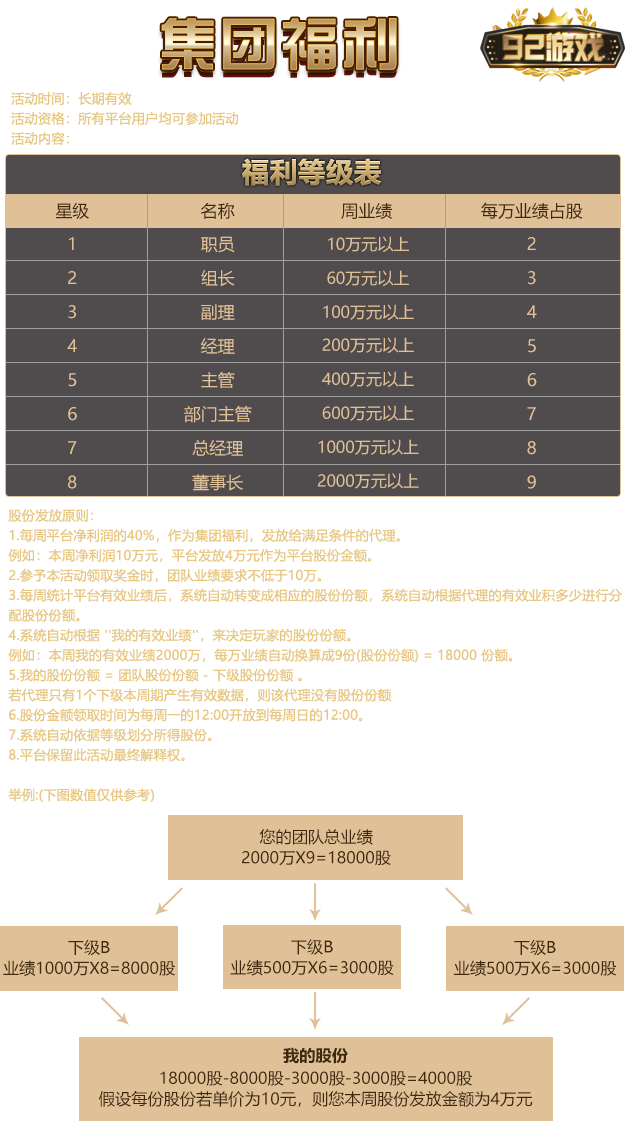 集团福利
92游戏
活动时间：长期有效
活动资格：所有平台用户均可参加活动
活动内容：
福利等级表
星级 名称 周业绩 每万业绩占股
1 职员 10万元以上 2
2 组长 60万元以上 3
3 副理 100万元以上 4
4 经理 200万元以上 5
5 主管 400万元以上 6
6 部门主管 600万元以上 7
7 总经理 1000万元以上 8
8 董事长 2000万元以上 9
股份发放原则：
1.每周平台净利润的40%，作为集团福利，发放给满足条件的代理。
例如：本周净利润10万元，平台发放4万元作为平台股份金额。
2.参予本活动领取奖金时，团队业绩要求不低于10万。
3.每周统计平台有效业绩后，系统自动转变成相应的股份份额，系统自动根据代理的有效业积多少进行分
配股份份额。
4.系统自动根据 "我的有效业绩"，来决定玩家的股份份额。
例如：本周我的有效业绩2000万，每万业绩自动换算成9份(股份份额) = 18000 份额。
5.我的股份份额 = 团队股份份额 - 下级股份份额 。
若代理只有1个下级本周期产生有效数据，则该代理没有股份份额
6.股份金额领取时间为每周一的12:00开放到每周日的12:00。
7.系统自动依据等级划分所得股份。
8.平台保留此活动最终解释权。
举例:(下图数值仅供参考)
您的团队总业绩
2000万X9=18000股
下级B
业绩1000万X8=8000股
下级B
业绩500万X6=3000股
下级B
业绩500万X6=3000股
我的股份
18000股-8000股-3000股-3000股=4000股
假设每份股份若单价为10元，则您本周股份发放金额为4万元